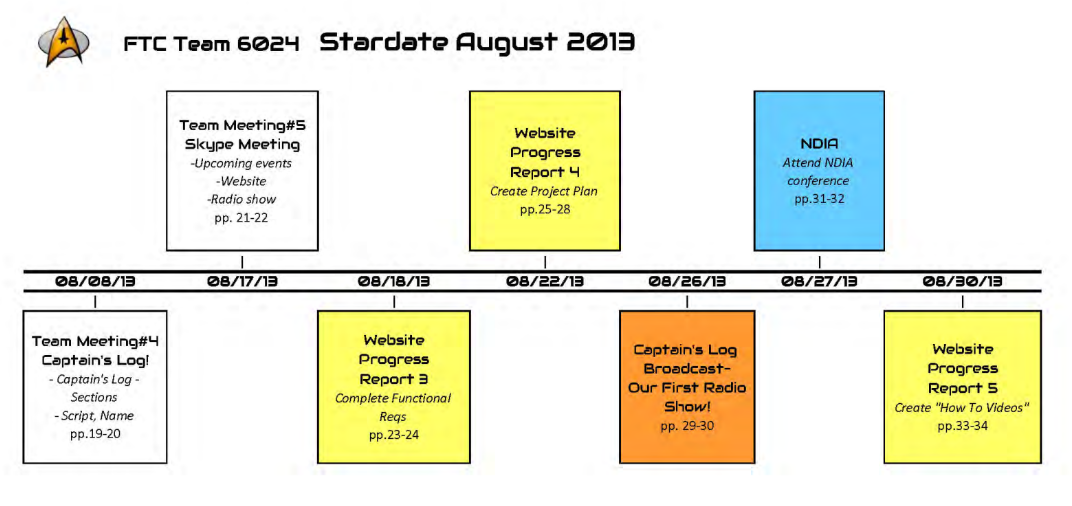 FTC Team 6024 Stardate August 2013
Team Meeting#5
Skype Meeting
-Upcoming events
-Website
-Radio show
pp. 21-22
Website
Progress
Report 4
Create Project Plan
pp.25-28
NDIA
Attend NDIA
conference
pp.31-32
08/08/13 08/17/13 08/18/13 08/22/13 08/26/13 08/27/13 08/30/13
Team Meeting#4
Captain's Log!
- Captain's Log -
Sections
- Script, Name
pp.19-20
Website
Progress
Report 3
Complete Functional
Reqs
pp.23-24
Captain's Log
Broadcast-
Our First Radio
Show!
pp. 29-30
Website
Progress
Report 5
Create "How To Videos"
pp.33-34